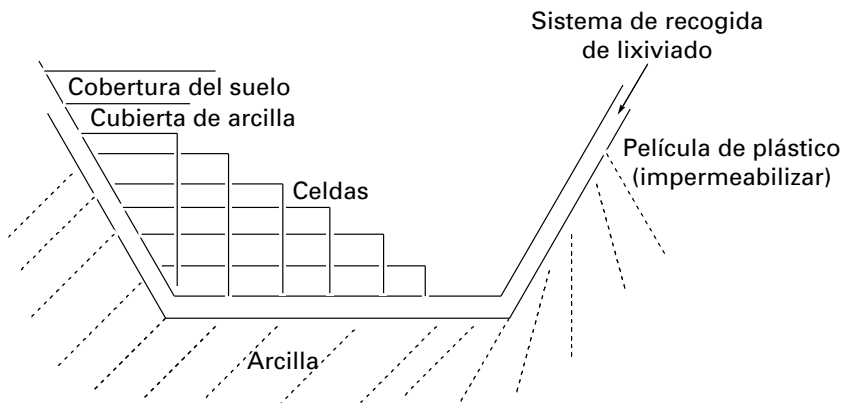 Sistema de recogida
de lixiviado
Cobertura del suelo
Cubierta de arcilla
Película de plástico
(impermeabilizar)
Celdas
Arcilla